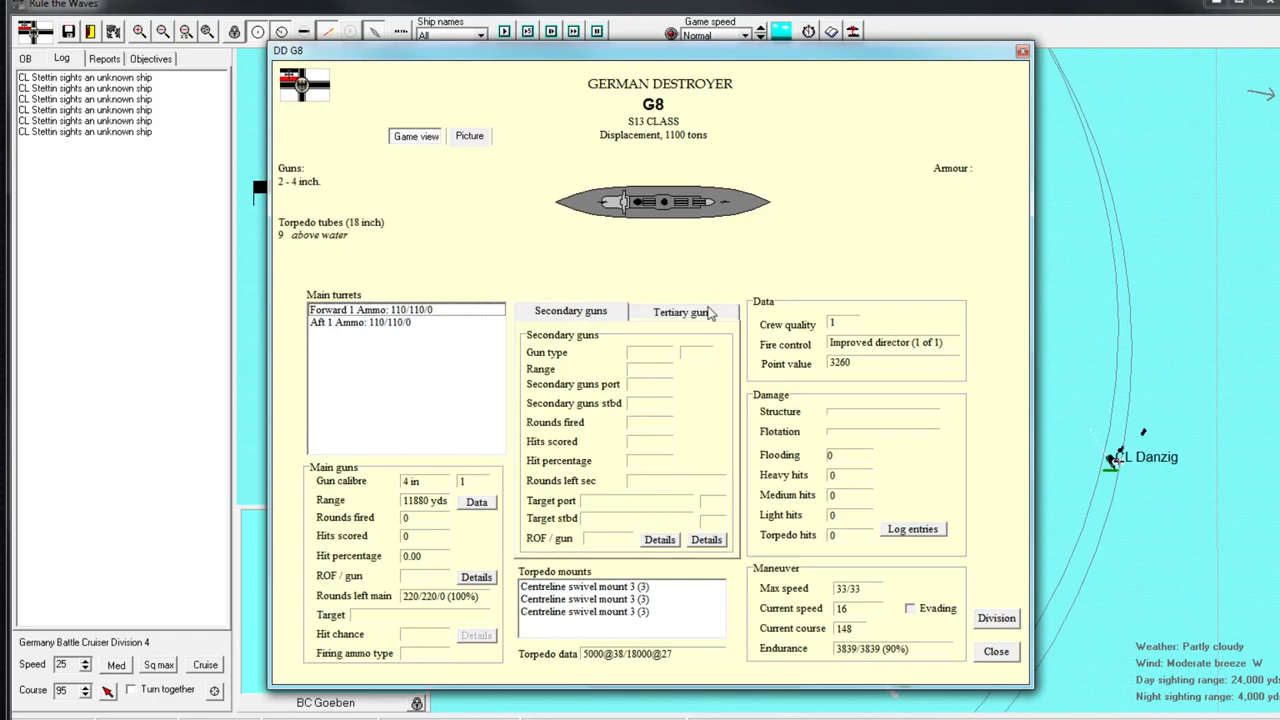 Rule the Waves
Ship names
All
Game speed
Normal
OB
Log
Reports
Objectives
CL Stettin sights an unknown ship
CL Stettin sights an unknown ship
CL Stettin sights an unknown ship
CL Stettin sights an unknown ship
CL Stettin sights an unknown ship
CL Stettin sights an unknown ship
Germany Battle Cruiser Division 4
Speed 25 Med Sq max Cruise
Course 95 Turn together
DD G8
GERMAN DESTROYER
G8
S13 CLASS
Displacement, 1100 tons
Game view
Picture
Guns:
2 - 4 inch.
Armour :
Torpedo tubes (18 inch)
9 above water
Main turrets
Forward 1 Ammo: 110/110/0
Aft 1 Ammo: 110/110/0
Main guns
Gun calibre 4 in 1
Range 11880 yds Data
Rounds fired 0
Hits scored 0
Hit percentage 0.00
ROF / gun Details
Rounds left main 220/220/0 (100%)
Target
Hit chance Details
Firing ammo type
Secondary guns
Tertiary gun
Secondary guns
Gun type
Range
Secondary guns port
Secondary guns stbd
Rounds fired
Hits scored
Hit percentage
Rounds left sec
Target port
Target stbd
ROF / gun Details Details
Torpedo mounts
Centreline swivel mount 3 (3)
Centreline swivel mount 3 (3)
Centreline swivel mount 3 (3)
Torpedo data 5000@38/18000@27
Data
Crew quality 1
Fire control Improved director (1 of 1)
Point value 3260
Damage
Structure
Flotation
Flooding 0
Heavy hits 0
Medium hits 0
Light hits 0
Torpedo hits 0
Log entries
Maneuver
Max speed 33/33
Current speed 16 Evading
Current course 148
Endurance 3839/3839 (90%)
Division
Close
CL Danzig
BC Goeben
Weather: Partly cloudy
Wind: Moderate breeze W
Day sighting range: 24,000 yds
Night sighting range: 4,000 yds